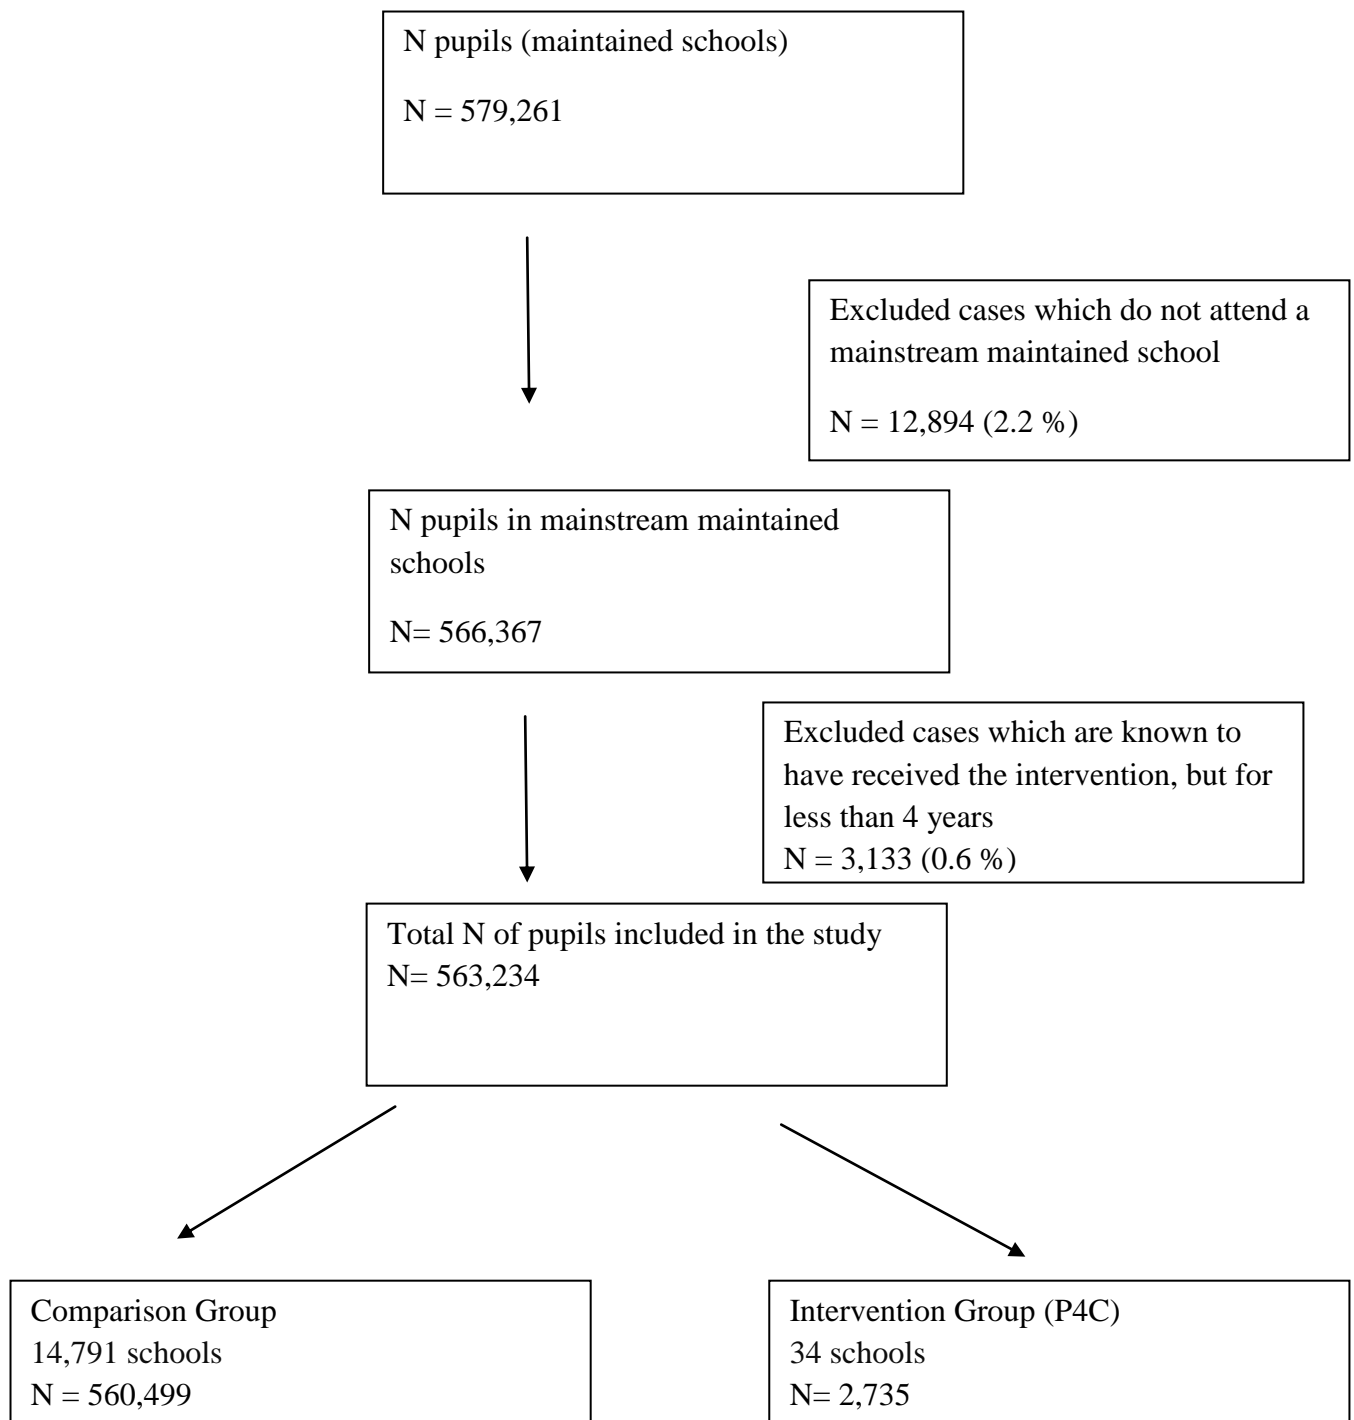 N pupils (maintained schools)
N = 579,261
Excluded cases which do not attend a
mainstream maintained school
N = 12,894 (2.2 %)
N pupils in mainstream maintained
schools
N= 566,367
Excluded cases which are known to
have received the intervention, but for
less than 4 years
N = 3,133 (0.6 %)
Total N of pupils included in the study
N= 563,234
Comparison Group
14,791 schools
N = 560,499
Intervention Group (P4C)
34 schools
N= 2,735